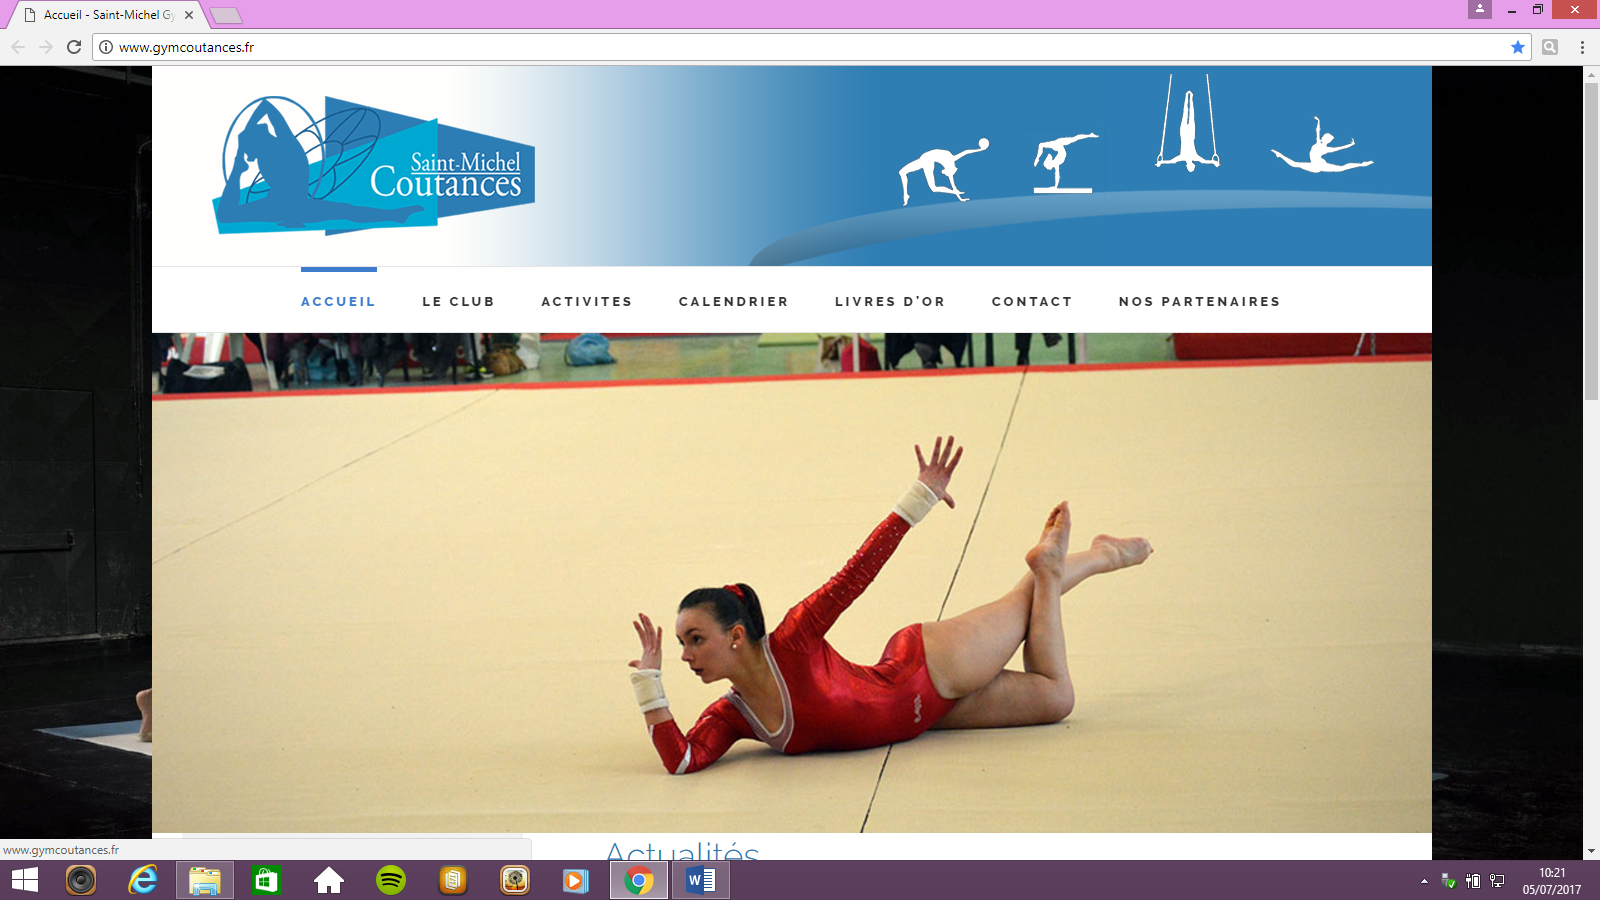 Accueil - Saint-Michel Gy
www.gymcoutances.fr
Saint-Michel
Coutances
ACCUEIL LE CLUB ACTIVITES CALENDRIER LIVRES D'OR CONTACT NOS PARTENAIRES
Actualités
www.gymcoutances.fr
10:21
05/07/2017